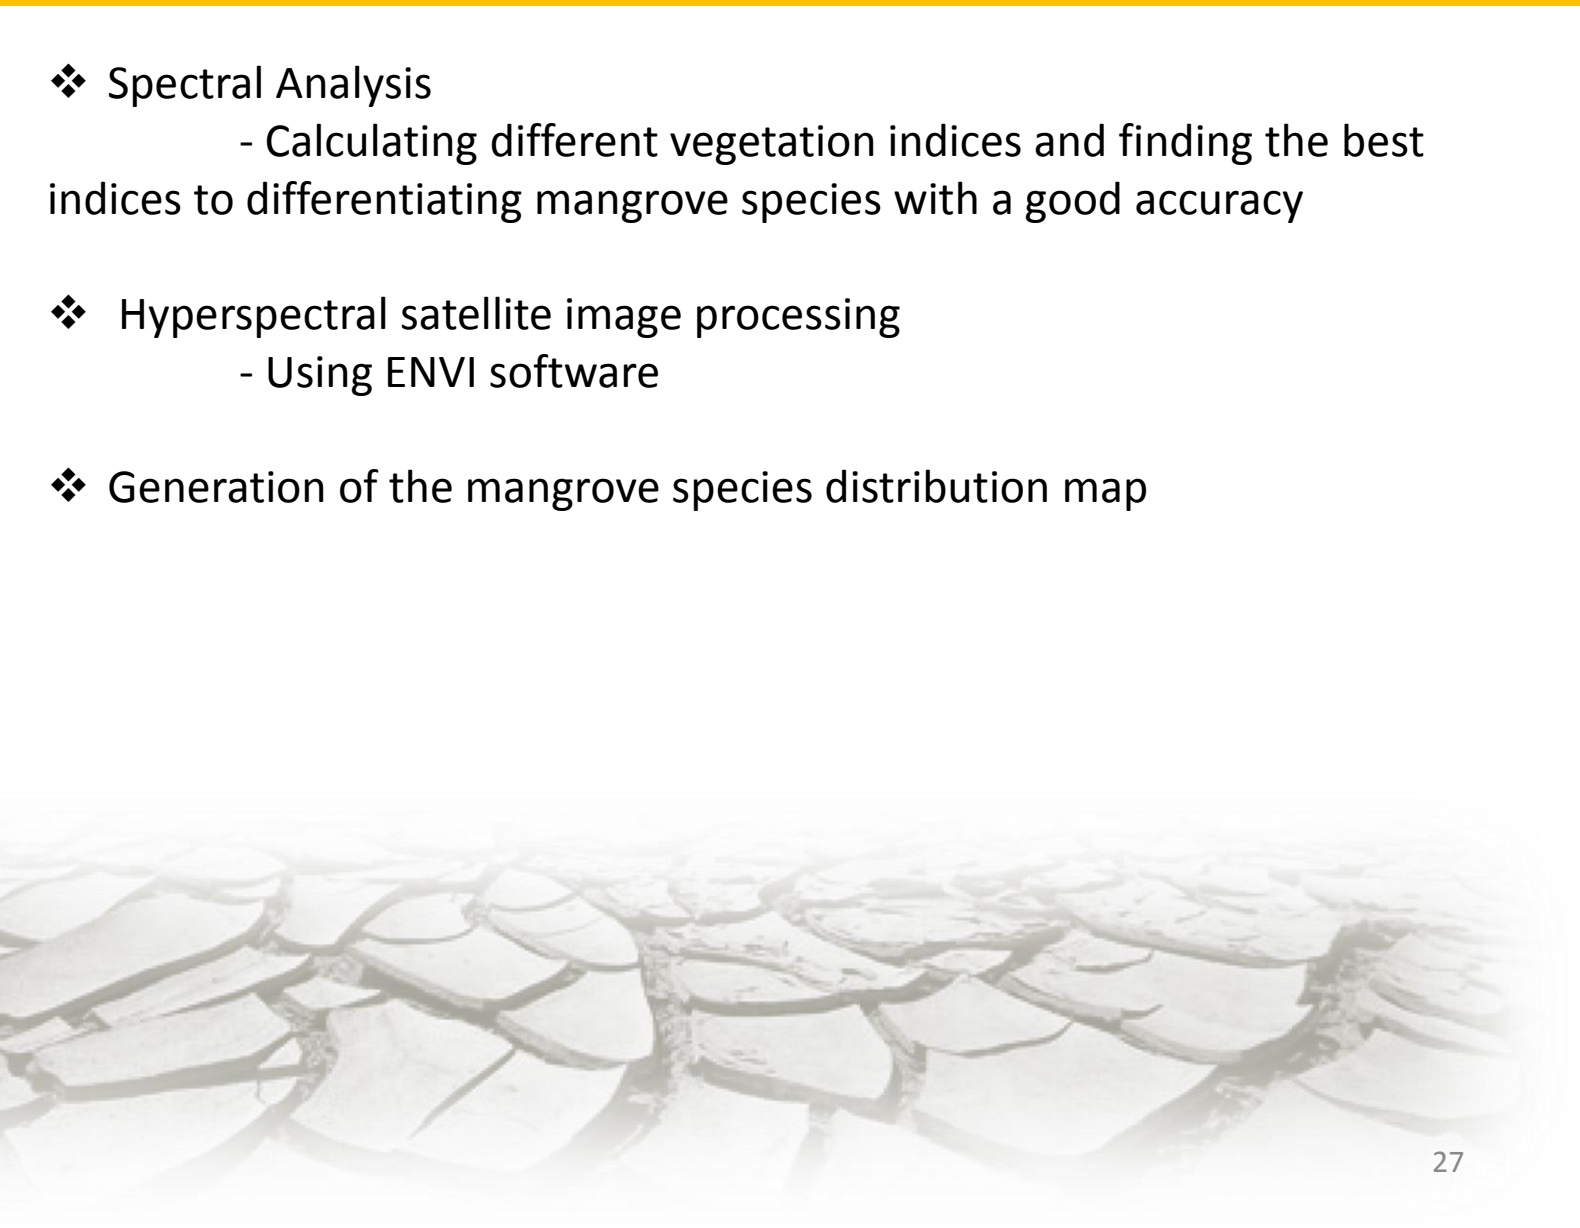 ❖ Spectral Analysis
- Calculating different vegetation indices and finding the best
indices to differentiating mangrove species with a good accuracy
❖ Hyperspectral satellite image processing
- Using ENVI software
❖ Generation of the mangrove species distribution map
27